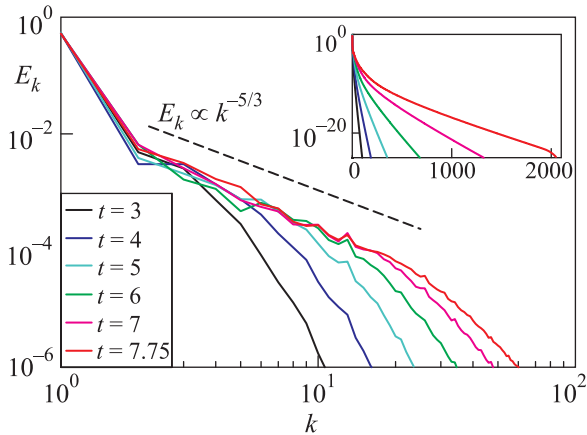 10^0
E_k
10^-2
10^-4
10^-6
10^0
10^1
10^2
k
E_k ∝ k^-5/3
t = 3
t = 4
t = 5
t = 6
t = 7
t = 7.75
10^0
10^-20
0
1000
2000